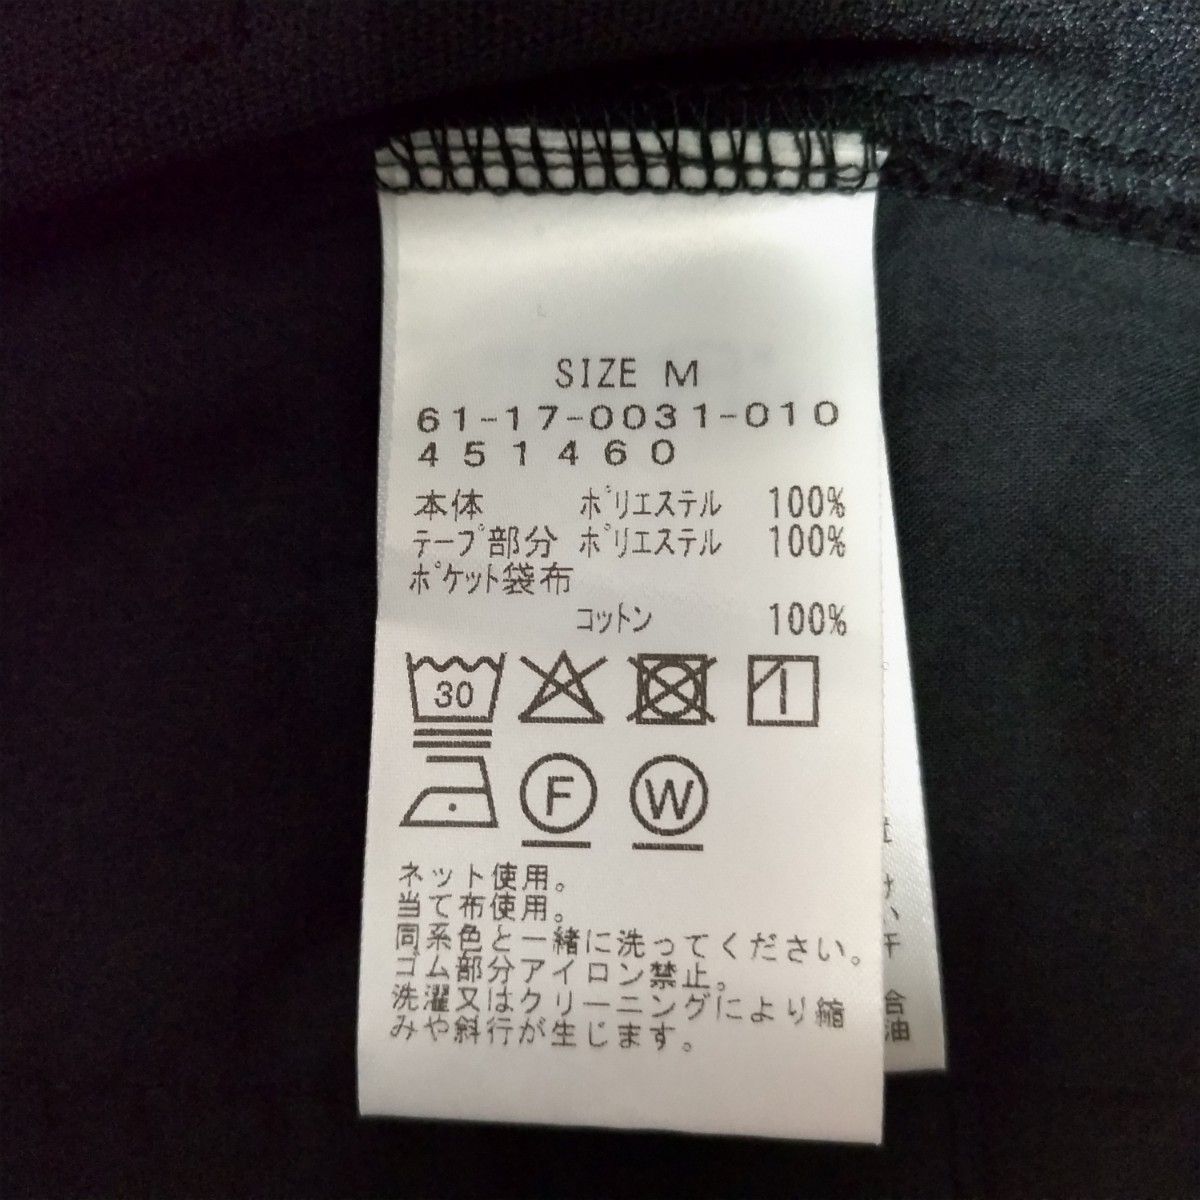 SIZE M
61-17-0031-010
451460
本体 ポリエステル 100%
テープ部分 ポリエステル 100%
ポケット袋布
コットン 100%
30
F W
ネット使用。
当て布使用。
同系色と一緒に洗ってください。
ゴム部分アイロン禁止。
洗濯又はクリーニングにより縮
みや斜行が生じます。
合
油